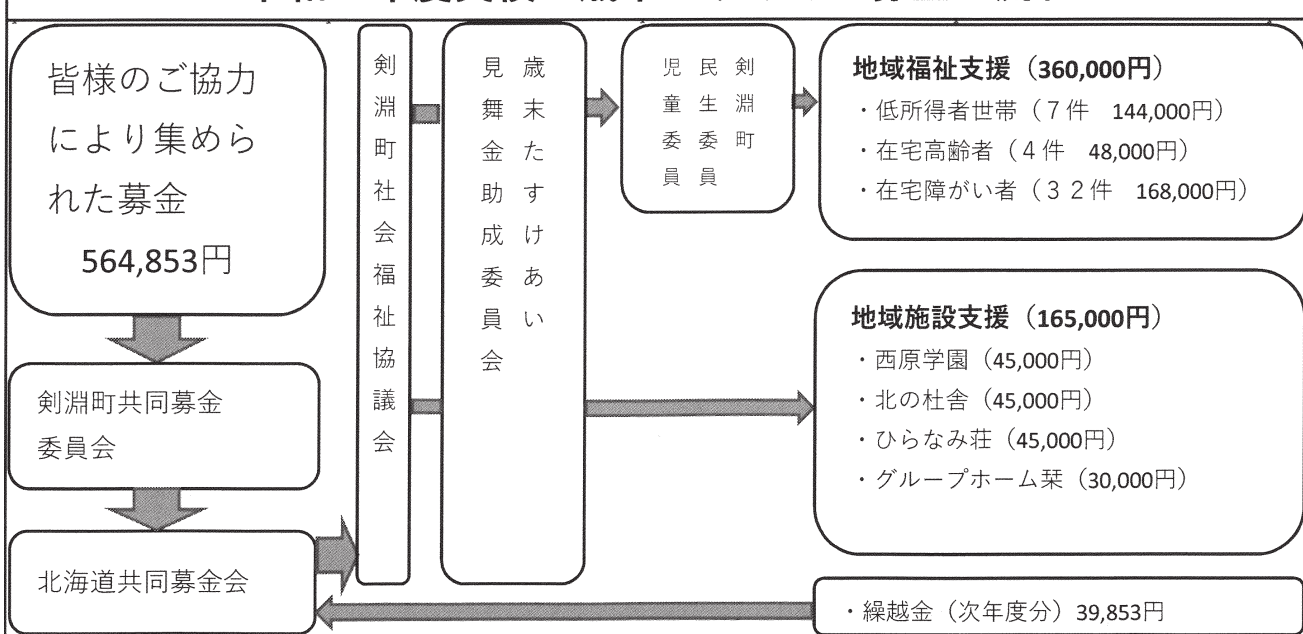 皆様のご協力
により集めら
れた募金
564,853円
剣淵町共同募金
委員会
北海道共同募金会
剣淵町社会福祉協議会
歳末たすけあい
見舞金助成委員会
剣淵町
民生委員
児童委員
地域福祉支援（360,000円）
・低所得者世帯（７件　144,000円）
・在宅高齢者（４件　48,000円）
・在宅障がい者（３２件　168,000円）
地域施設支援（165,000円）
・西原学園（45,000円）
・北の杜舎（45,000円）
・ひらなみ荘（45,000円）
・グループホーム栞（30,000円）
・繰越金（次年度分）39,853円